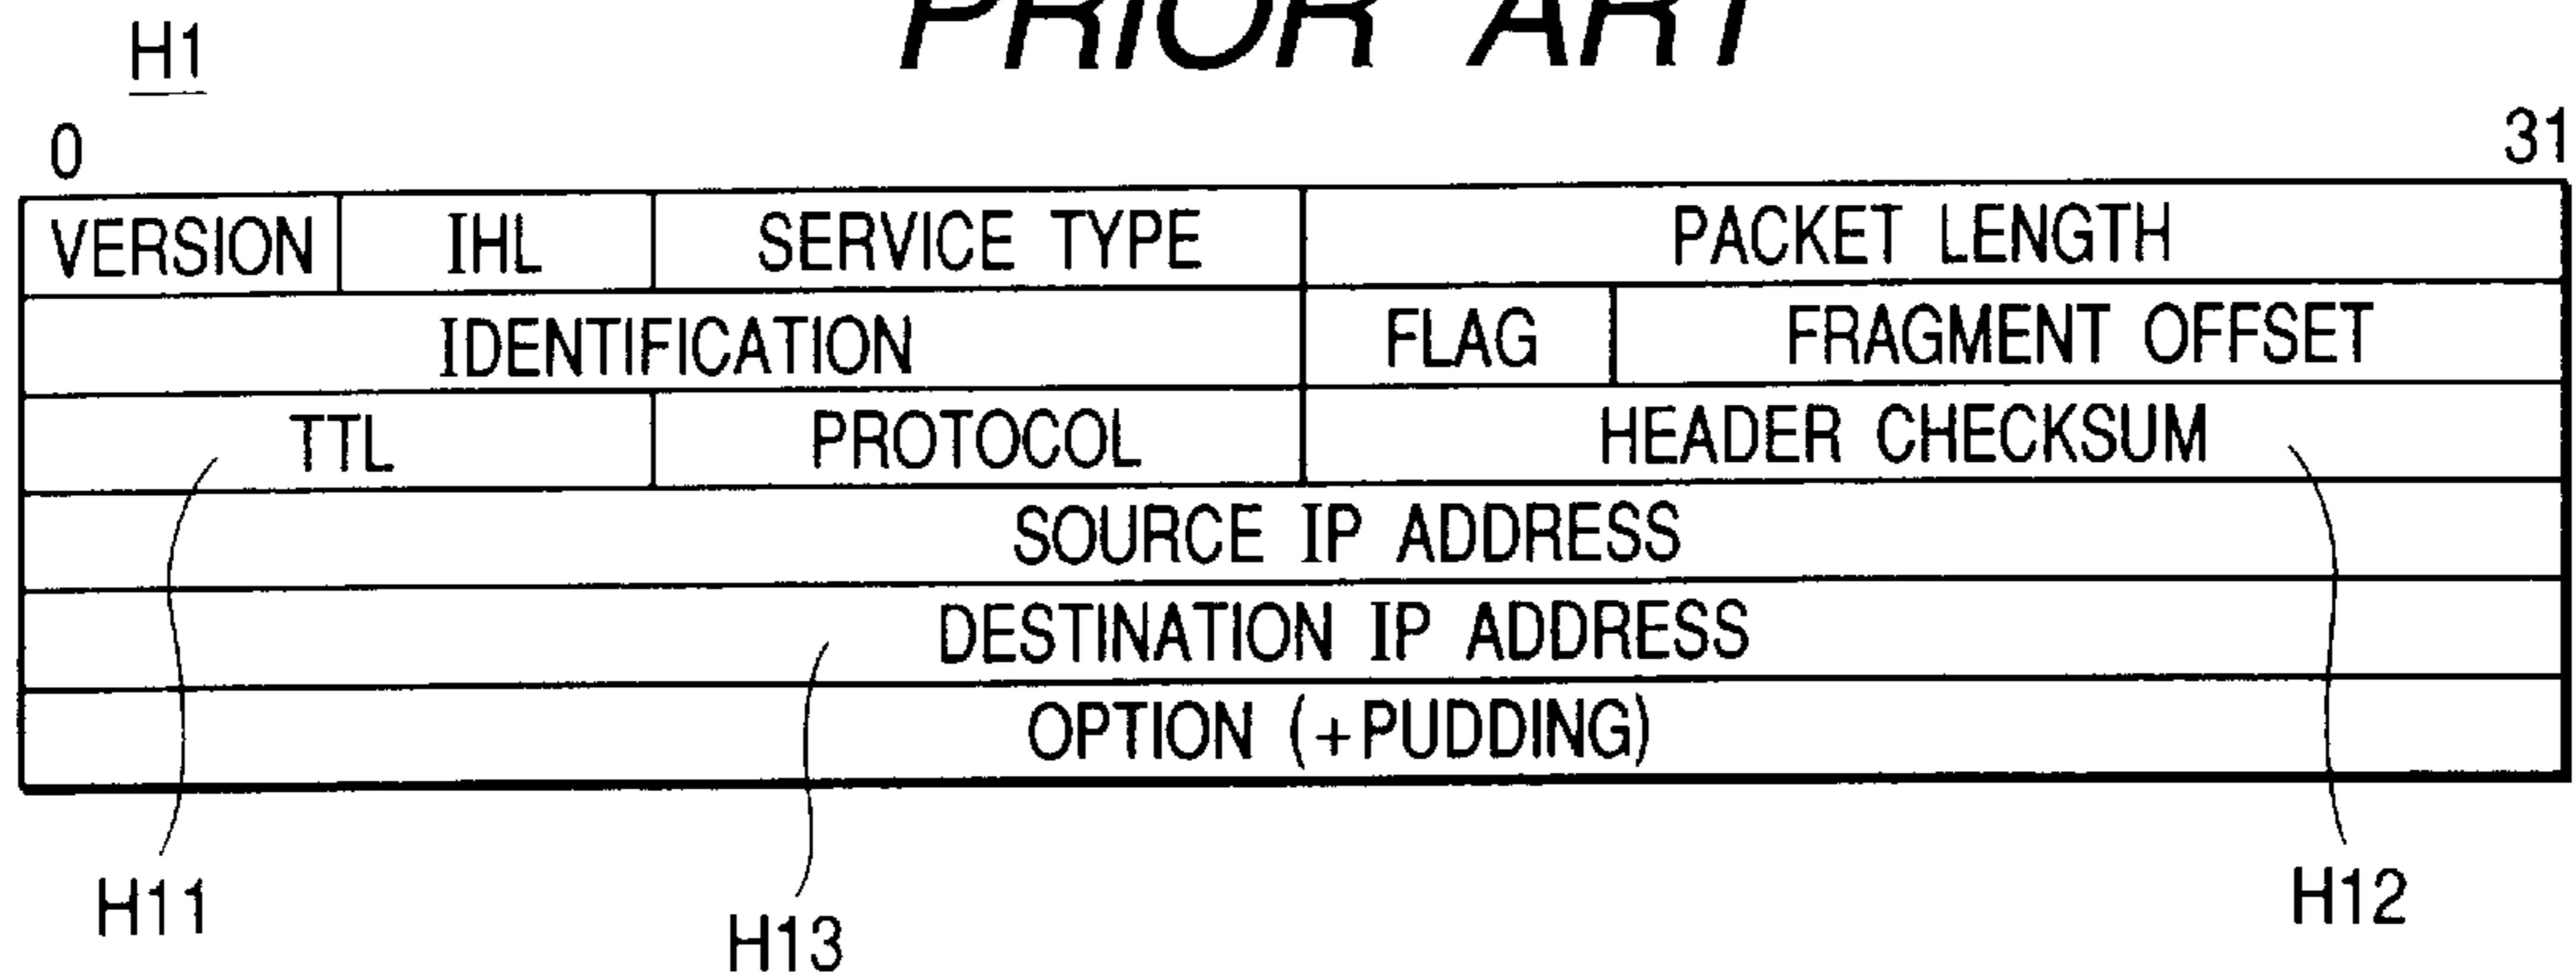 PRIOR ART
H1
0 31
VERSION IHL SERVICE TYPE PACKET LENGTH
IDENTIFICATION FLAG FRAGMENT OFFSET
TTL PROTOCOL HEADER CHECKSUM
SOURCE IP ADDRESS
DESTINATION IP ADDRESS
OPTION (+PUDDING)
H11 H13 H12